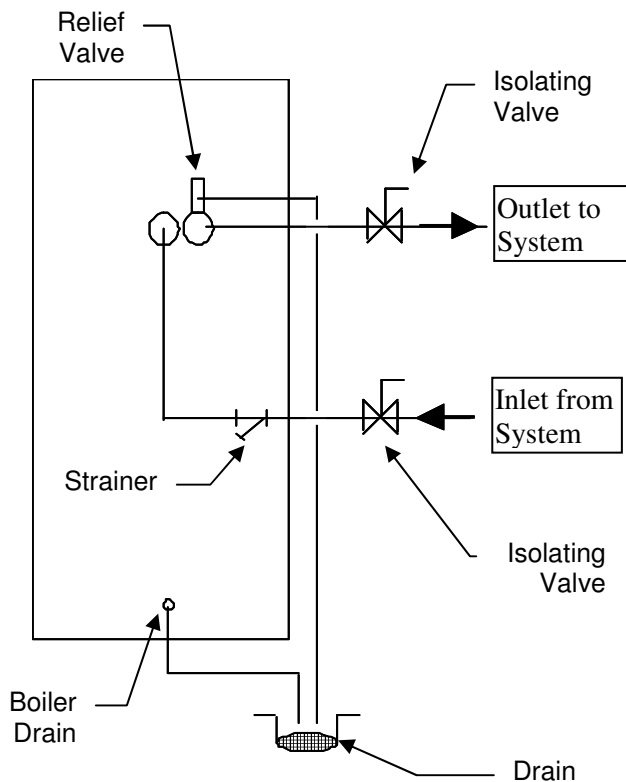 Relief
Valve
Isolating
Valve
Outlet to
System
Inlet from
System
Strainer
Isolating
Valve
Boiler
Drain
Drain